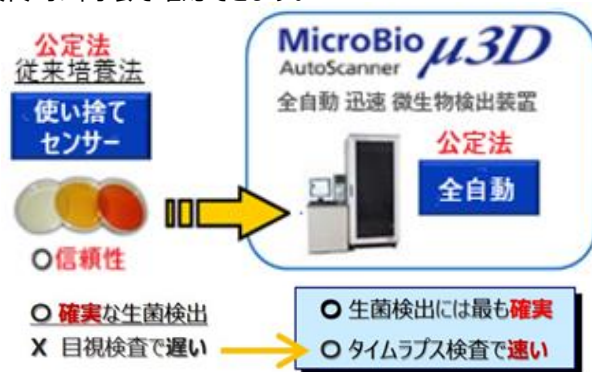 公定法
従来培養法
使い捨て
センサー
〇信頼性
〇 確実な生菌検出
X 目視検査で遅い
MicroBio μ3D
AutoScanner
全自動 迅速 微生物検出装置
公定法
全自動
〇 生菌検出には最も確実
〇 タイムラプス検査で速い